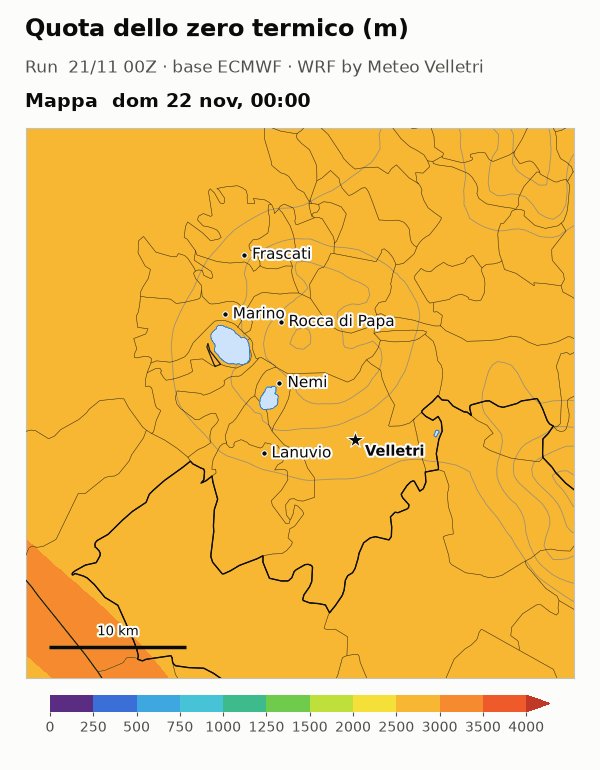 Quota dello zero termico (m)
Run  21/11 00Z · base ECMWF · WRF by Meteo Velletri
Mappa  dom 22 nov, 00:00
Frascati
Marino
Rocca di Papa
Nemi
Velletri
Lanuvio
10 km
0 250 500 750 1000 1250 1500 2000 2500 3000 3500 4000